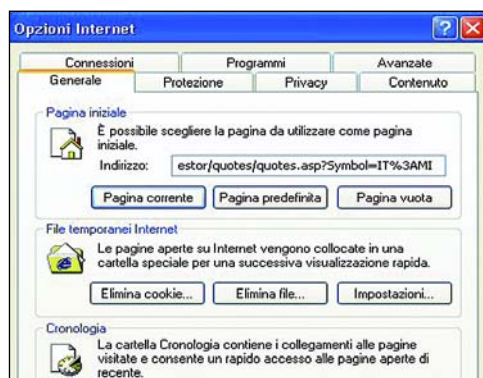 Opzioni Internet
Connessioni Programmi Avanzate
Generale Protezione Privacy Contenuto
Pagina iniziale
È possibile scegliere la pagina da utilizzare come pagina
iniziale.
Indirizzo: estor/quotes/quotes.asp?Symbol=IT%3AMI
Pagina corrente Pagina predefinita Pagina vuota
File temporanei Internet
Le pagine aperte su Internet vengono collocate in una
cartella speciale per una successiva visualizzazione rapida.
Elimina cookie... Elimina file... Impostazioni...
Cronologia
La cartella Cronologia contiene i collegamenti alle pagine
visitate e consente un rapido accesso alle pagine aperte di
recente.